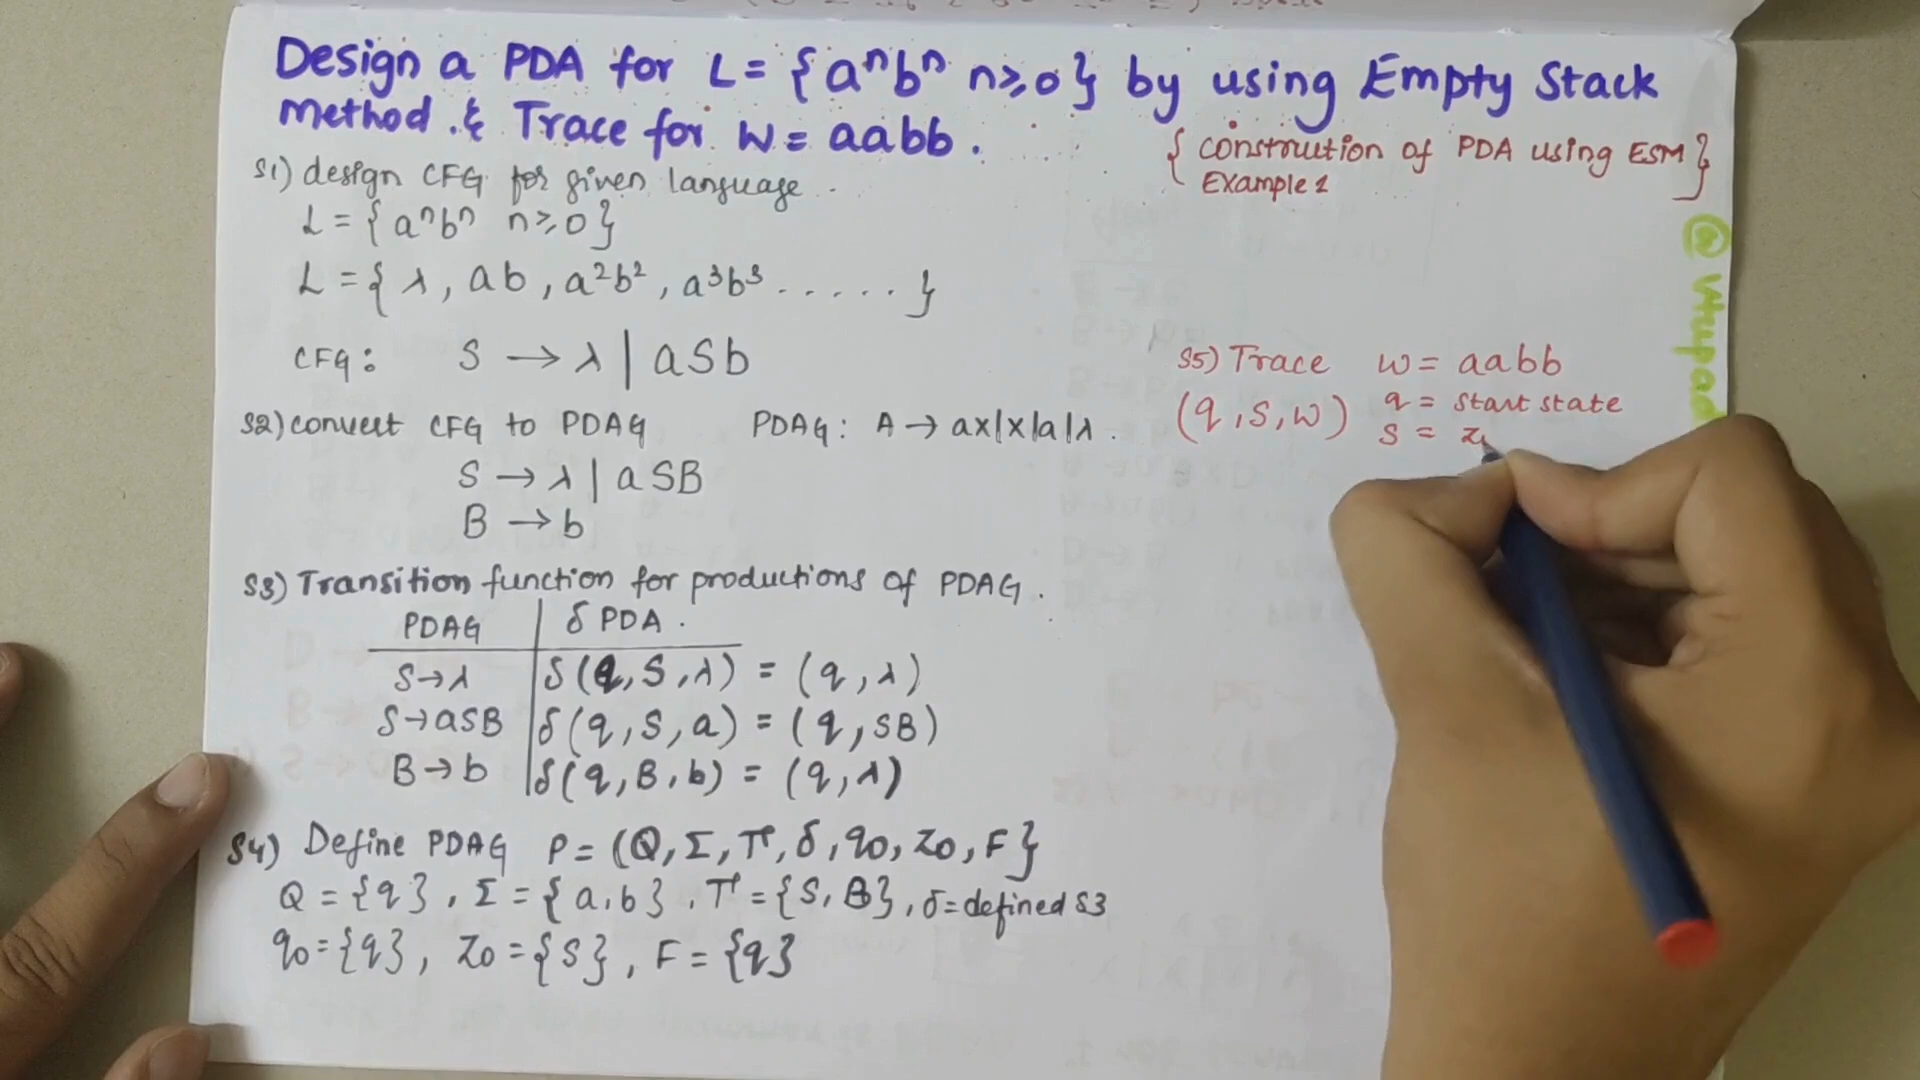 Design a PDA for L = {aⁿbⁿ n≥0} by using Empty Stack
Method & Trace for W = aabb.
{ construction of PDA using ESM }
Example 1
S1) design CFG for given language.
L = {aⁿbⁿ n≥0}
L = { λ, ab, a²b², a³b³ ..... }
CFG: S → λ | aSb
S2) convert CFG to PDAG PDAG: A → ax|x|a|λ.
S → λ | aSB
B → b
S3) Transition function for productions of PDAG.
PDAG | δ PDA.
S→λ | δ(q, S, λ) = (q, λ)
S→aSB | δ(q, S, a) = (q, SB)
B→b | δ(q, B, b) = (q, λ)
S4) Define PDAG P = (Q, Σ, Γ, δ, q0, Z0, F}
Q = {q}, Σ = {a, b}, Γ = {S, B}, δ = defined S3
q0 = {q}, Z0 = {S}, F = {q}
S5) Trace w = aabb
(q, S, w) q = start state
S = z